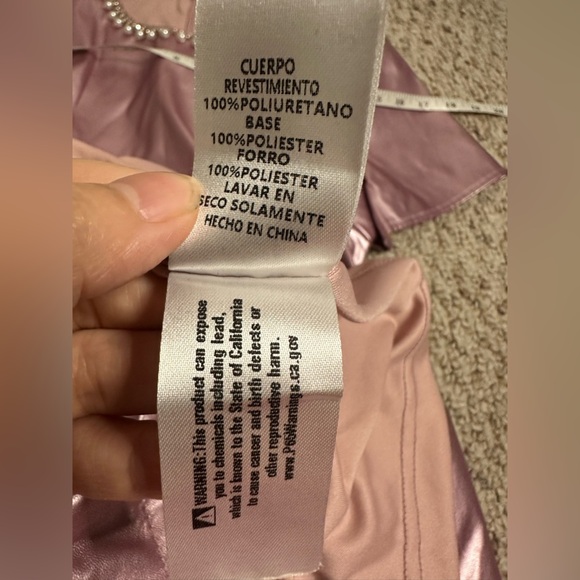 CUERPO
REVESTIMIENTO
100%POLIURETANO
BASE
100%POLIESTER
FORRO
100%POLIESTER
LAVAR EN
SECO SOLAMENTE
HECHO EN CHINA
WARNING:This product can expose
you to chemicals including lead,
which is known to the State of California
to cause cancer and birth defects or
other reproductive harm.
www.P65Warnings.ca.gov